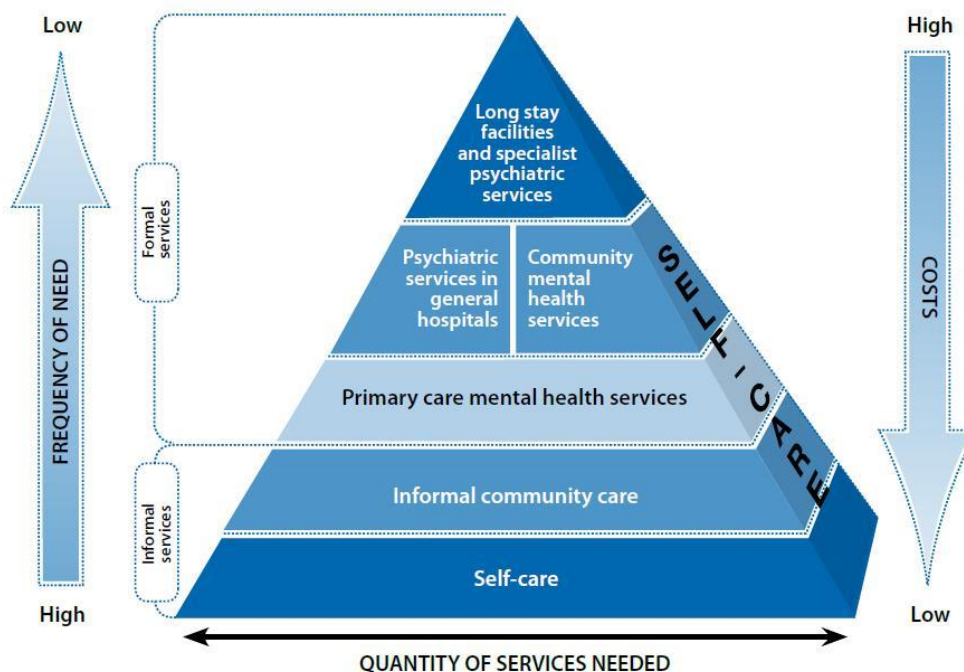 Low
High
Long stay
facilities
and specialist
psychiatric
services
Formal
services
Psychiatric
services in
general
hospitals
Community
mental
health
services
SELF-CARE
FREQUENCY OF NEED
COSTS
Primary care mental health services
Informal community care
Informal
services
Self-care
High
Low
QUANTITY OF SERVICES NEEDED